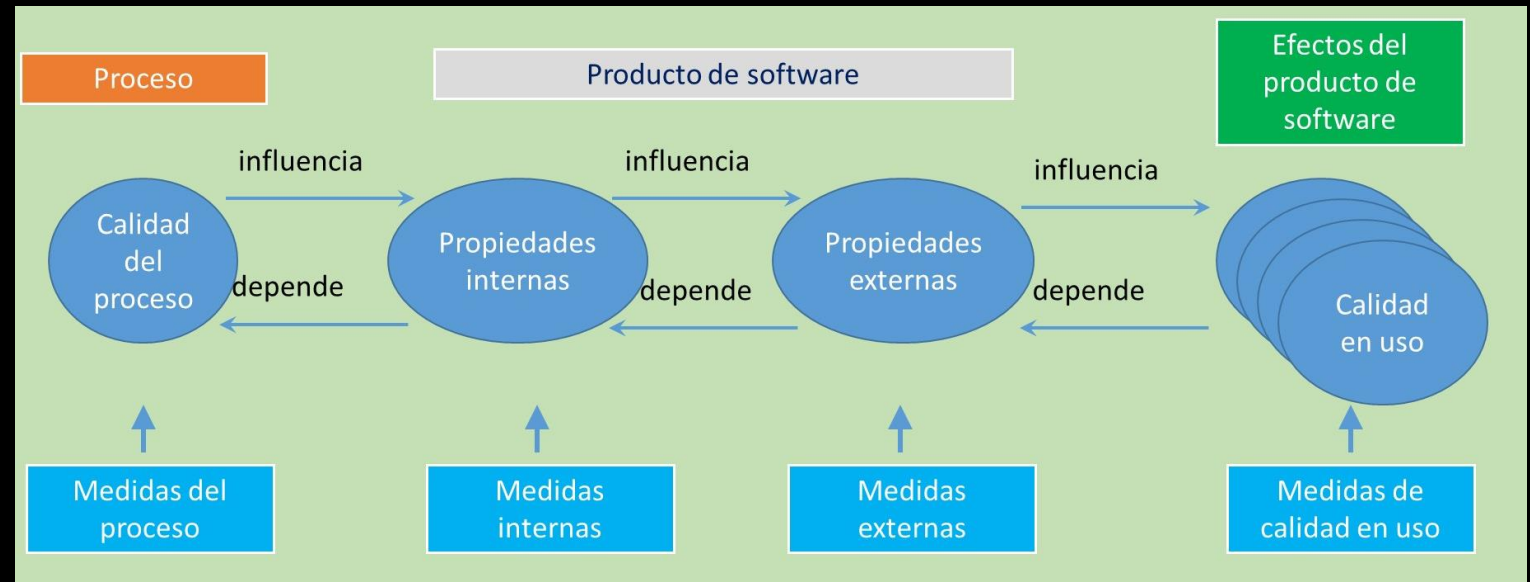 Proceso
Producto de software
Efectos del
producto de
software
influencia
influencia
influencia
Calidad
del
proceso
Propiedades
internas
Propiedades
externas
Calidad
en uso
depende
depende
depende
Medidas del
proceso
Medidas
internas
Medidas
externas
Medidas de
calidad en uso